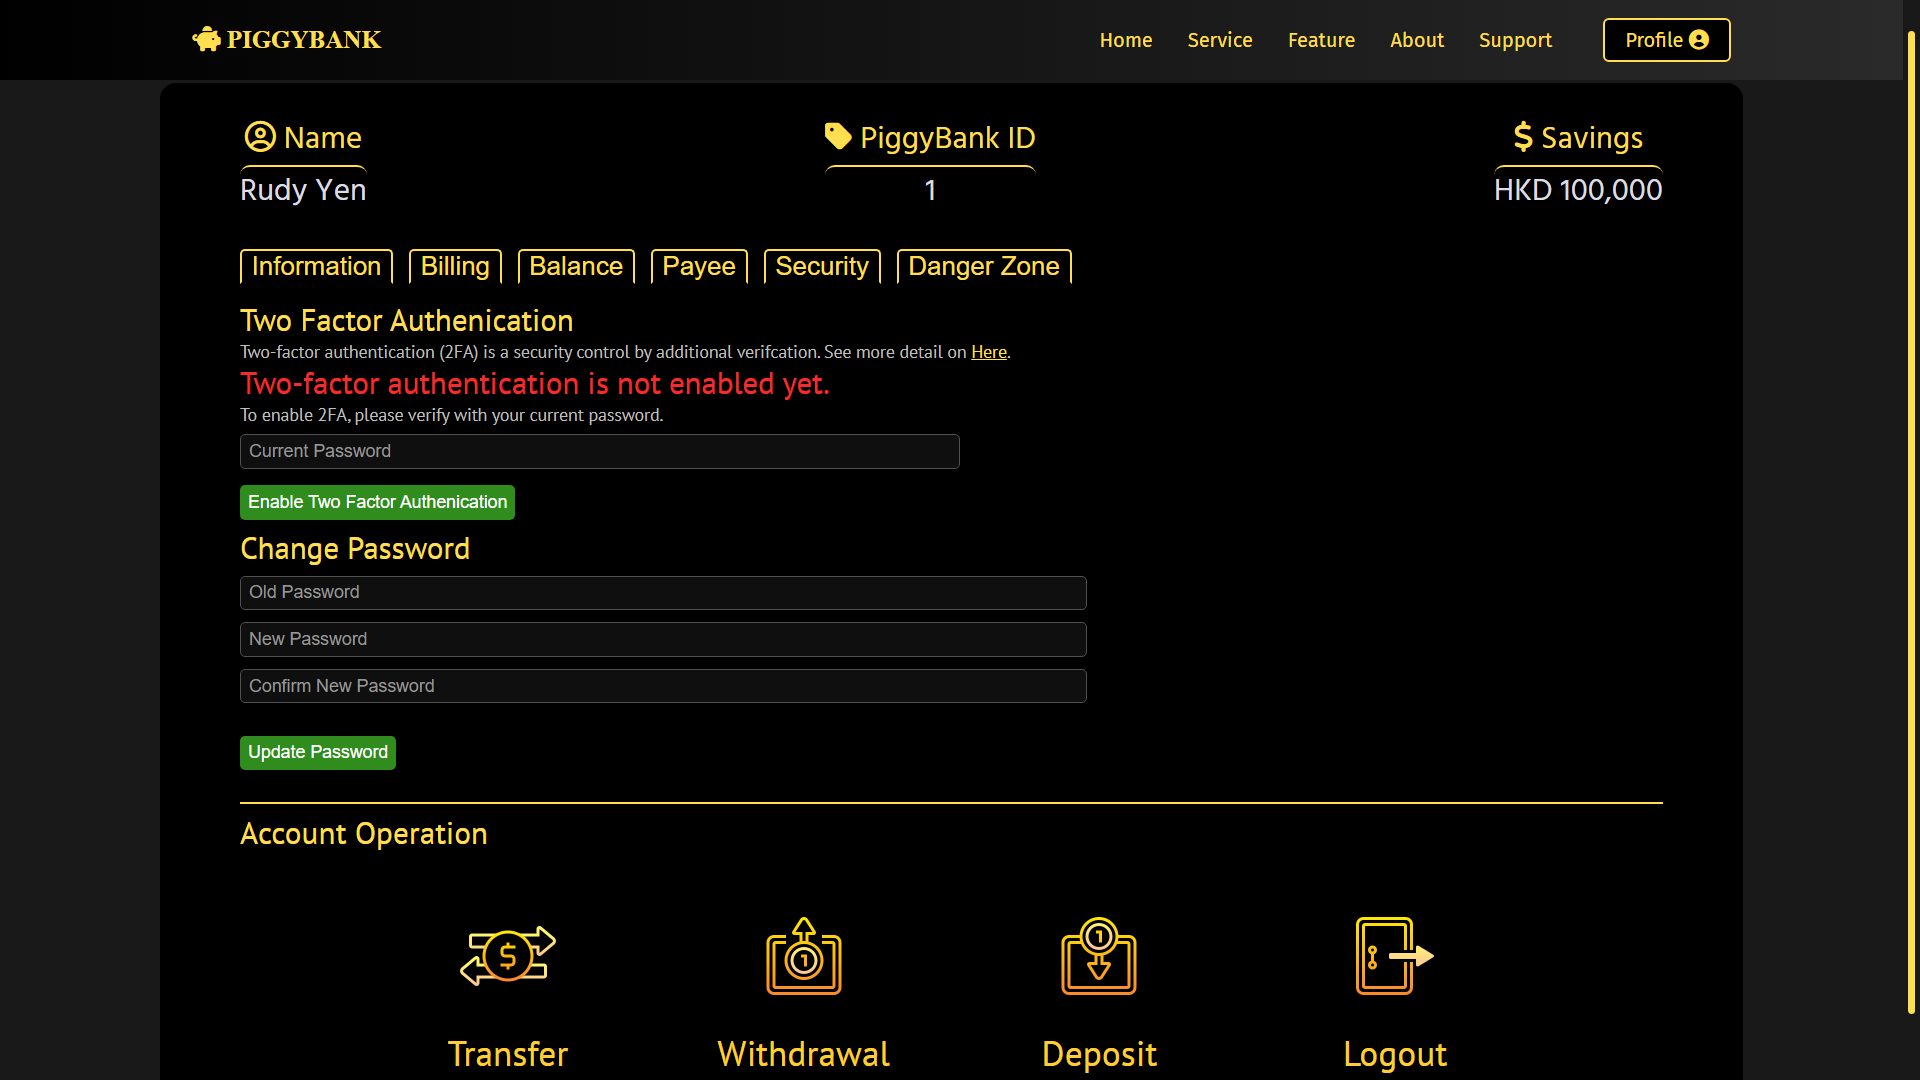 PIGGYBANK
Home Service Feature About Support Profile
Name
Rudy Yen
PiggyBank ID
1
$ Savings
HKD 100,000
Information Billing Balance Payee Security Danger Zone
Two Factor Authenication
Two-factor authentication (2FA) is a security control by additional verifcation. See more detail on Here.
Two-factor authentication is not enabled yet.
To enable 2FA, please verify with your current password.
Current Password
Enable Two Factor Authenication
Change Password
Old Password
New Password
Confirm New Password
Update Password
Account Operation
$ 1 1
Transfer Withdrawal Deposit Logout